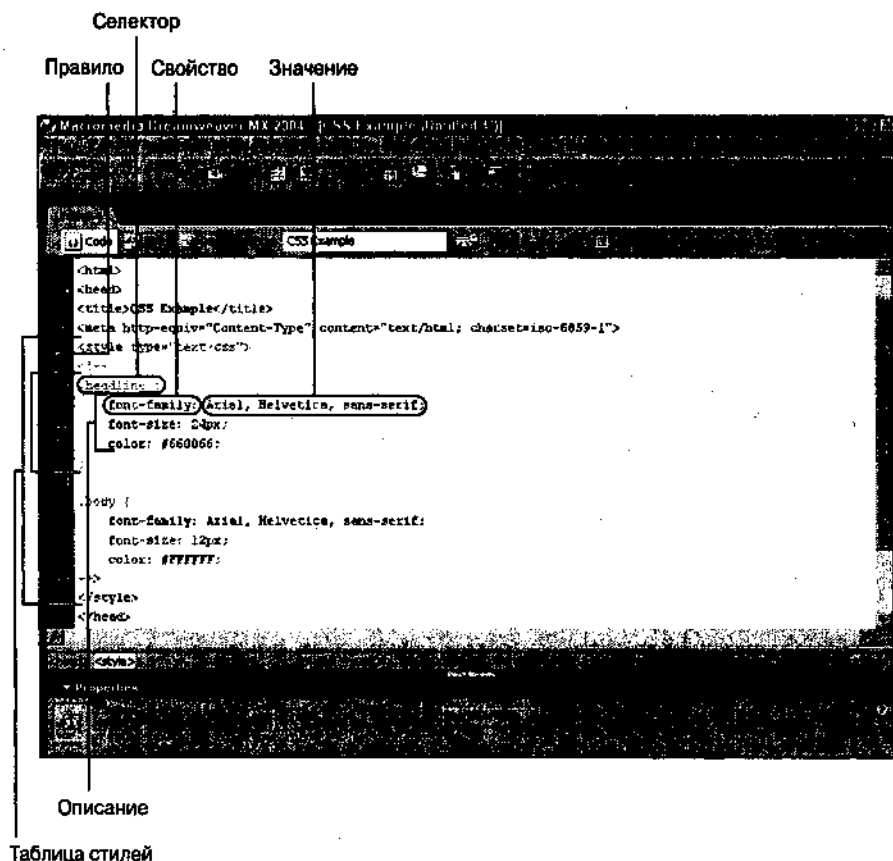 Селектор
Правило Свойство Значение
Macromedia Dreamweaver MX 2004 - [CSS Example (Untitled-
Code CSS Example
<html>
<head>
<title>CSS Example</title>
<meta http-equiv="Content-Type" content="text/html; charset=iso-8859-1">
<style type="text/css">
<!--
headline {
font-family: Arial, Helvetica, sans-serif;
font-size: 24px;
color: #660066;
.body {
font-family: Arial, Helvetica, sans-serif;
font-size: 12px;
color: #FFFFFF;
-->
</style>
</head>
<style>
Properties
Описание
Таблица стилей